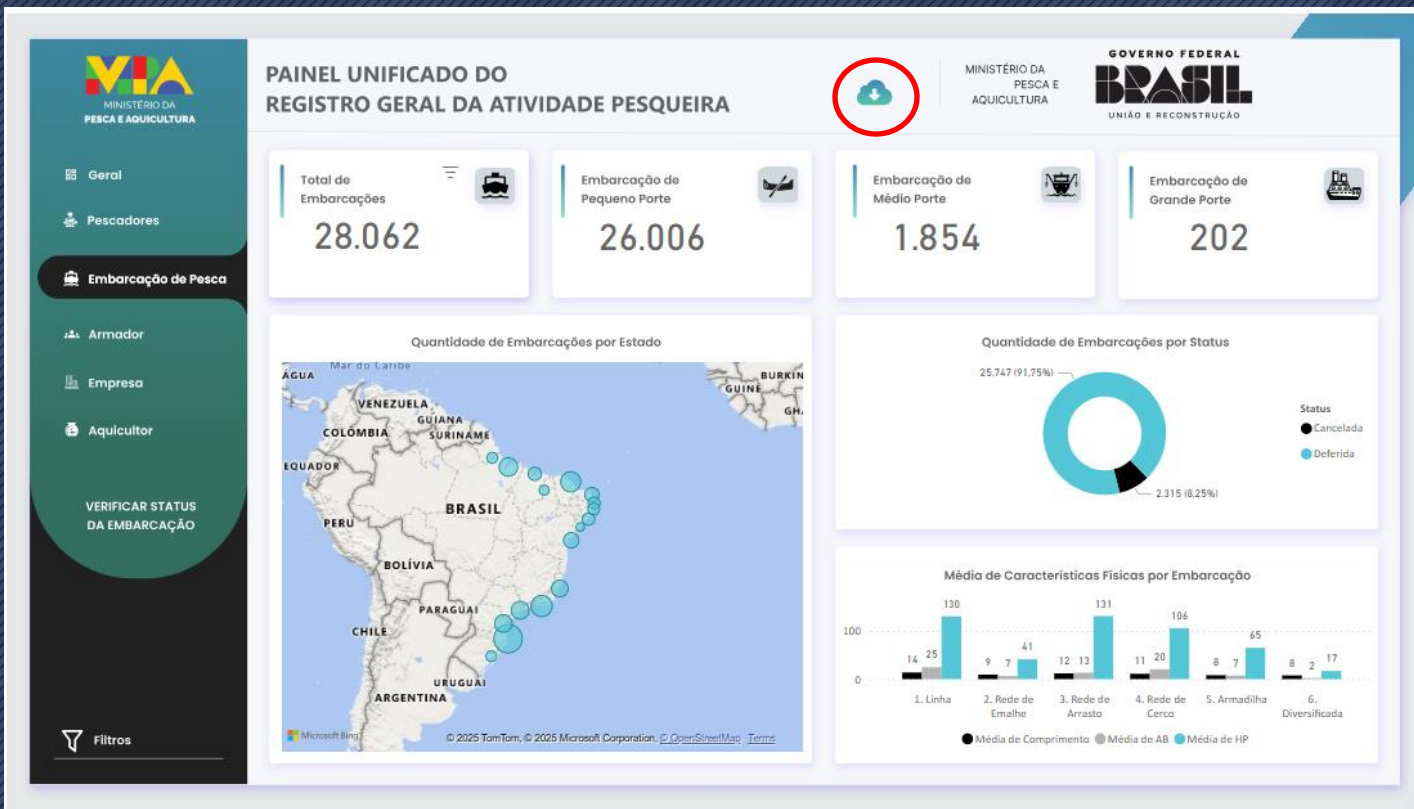 MPA
MINISTÉRIO DA
PESCA E AQUICULTURA
PAINEL UNIFICADO DO
REGISTRO GERAL DA ATIVIDADE PESQUEIRA
MINISTÉRIO DA
PESCA E
AQUICULTURA
GOVERNO FEDERAL
BRASIL
UNIÃO E RECONSTRUÇÃO
Geral
Pescadores
Embarcação de Pesca
Armador
Empresa
Aquicultor
VERIFICAR STATUS
DA EMBARCAÇÃO
Filtros
Total de
Embarcações
28.062
Embarcação de
Pequeno Porte
26.006
Embarcação de
Médio Porte
1.854
Embarcação de
Grande Porte
202
Quantidade de Embarcações por Estado
Mar do Caribe
ÁGUA
BURKIN
GUINÉ
GH
VENEZUELA
GUIANA
COLÔMBIA
SURINAME
EQUADOR
BRASIL
PERU
BOLÍVIA
PARAGUAI
CHILE
URUGUAI
ARGENTINA
Microsoft Bing
© 2025 TomTom, © 2025 Microsoft Corporation, © OpenStreetMap Terms
Quantidade de Embarcações por Status
25.747 (91,75%)
2.315 (8,25%)
Status
Cancelada
Deferida
Média de Características Físicas por Embarcação
100
0
14 25 130
9 7 41
12 13 131
11 20 106
8 7 65
8 2 17
1. Linha
2. Rede de
Emalhe
3. Rede de
Arrasto
4. Rede de
Cerco
5. Armadilha
6.
Diversificada
Média de Comprimento Média de AB Média de HP